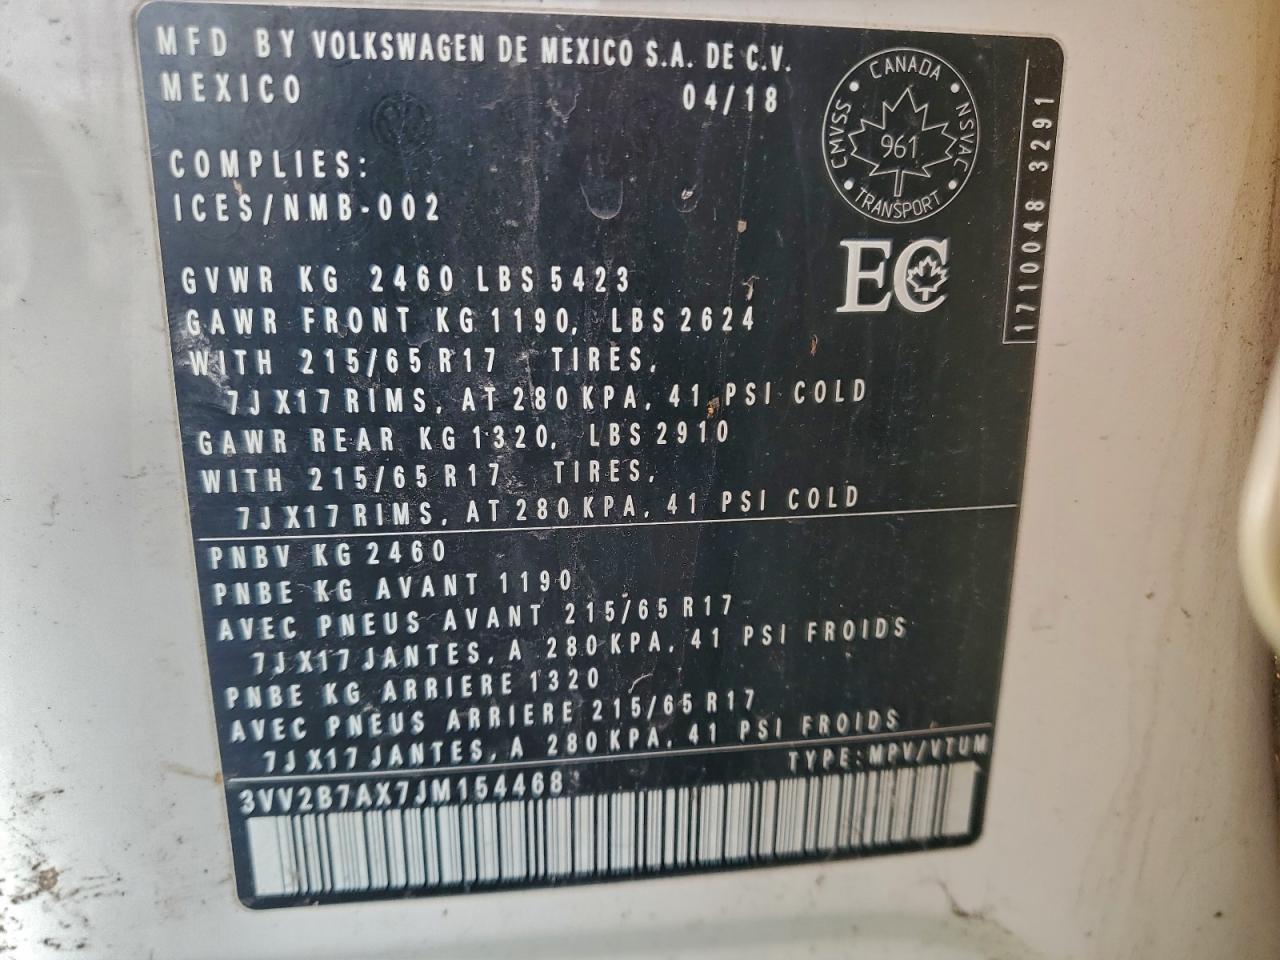 MFD BY VOLKSWAGEN DE MEXICO S.A. DE C.V.
MEXICO 04/18
CANADA
CMVSS 961 NSVAC
TRANSPORT
1710048 3291
COMPLIES:
ICES/NMB-002
EC
GVWR KG 2460 LBS 5423
GAWR FRONT KG 1190, LBS 2624
WITH 215/65 R17 TIRES,
7J X17 RIMS, AT 280 KPA, 41 PSI COLD
GAWR REAR KG 1320, LBS 2910
WITH 215/65 R17 TIRES,
7J X17 RIMS, AT 280 KPA, 41 PSI COLD
PNBV KG 2460
PNBE KG AVANT 1190
AVEC PNEUS AVANT 215/65 R17
7J X17 JANTES, A 280 KPA, 41 PSI FROIDS
PNBE KG ARRIERE 1320
AVEC PNEUS ARRIERE 215/65 R17
7J X17 JANTES, A 280 KPA, 41 PSI FROIDS
TYPE: MPV/VTUM
3VV2B7AX7JM154468